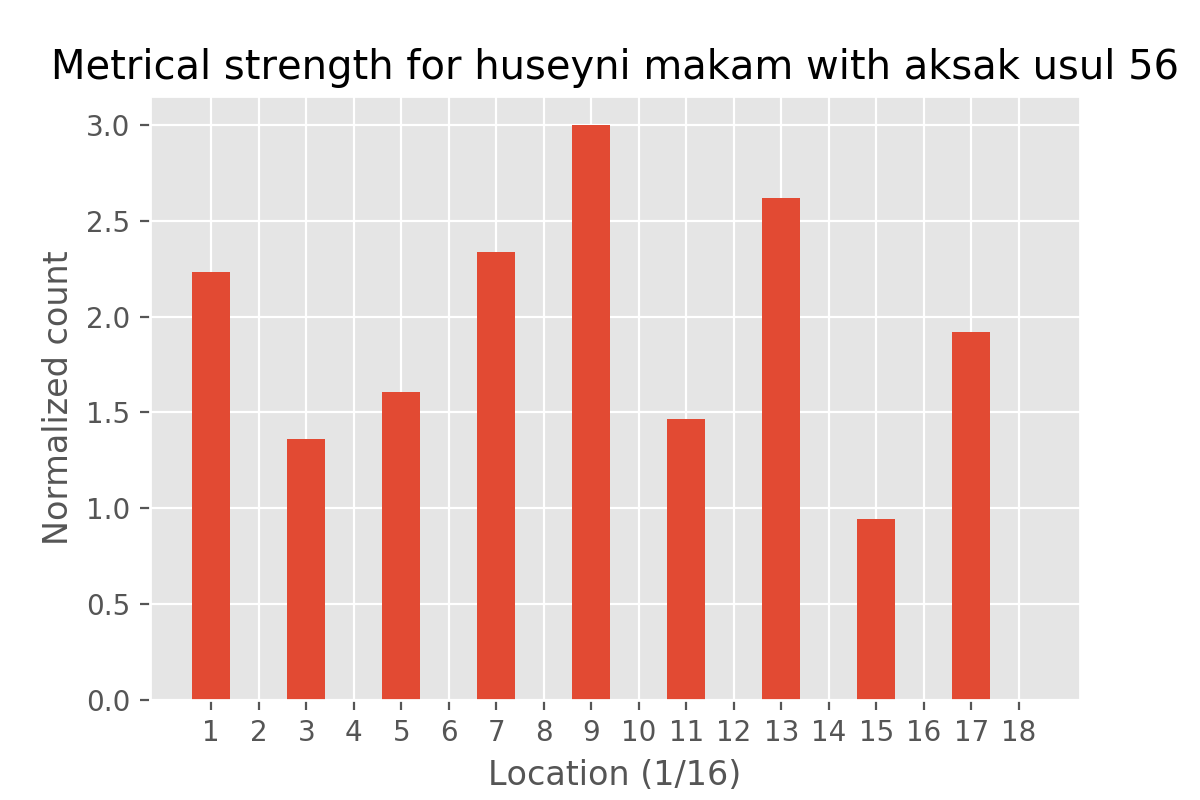 Metrical strength for huseyni makam with aksak usul 56
Normalized count
3.0
2.5
2.0
1.5
1.0
0.5
0.0
1 2 3 4 5 6 7 8 9 10 11 12 13 14 15 16 17 18
Location (1/16)